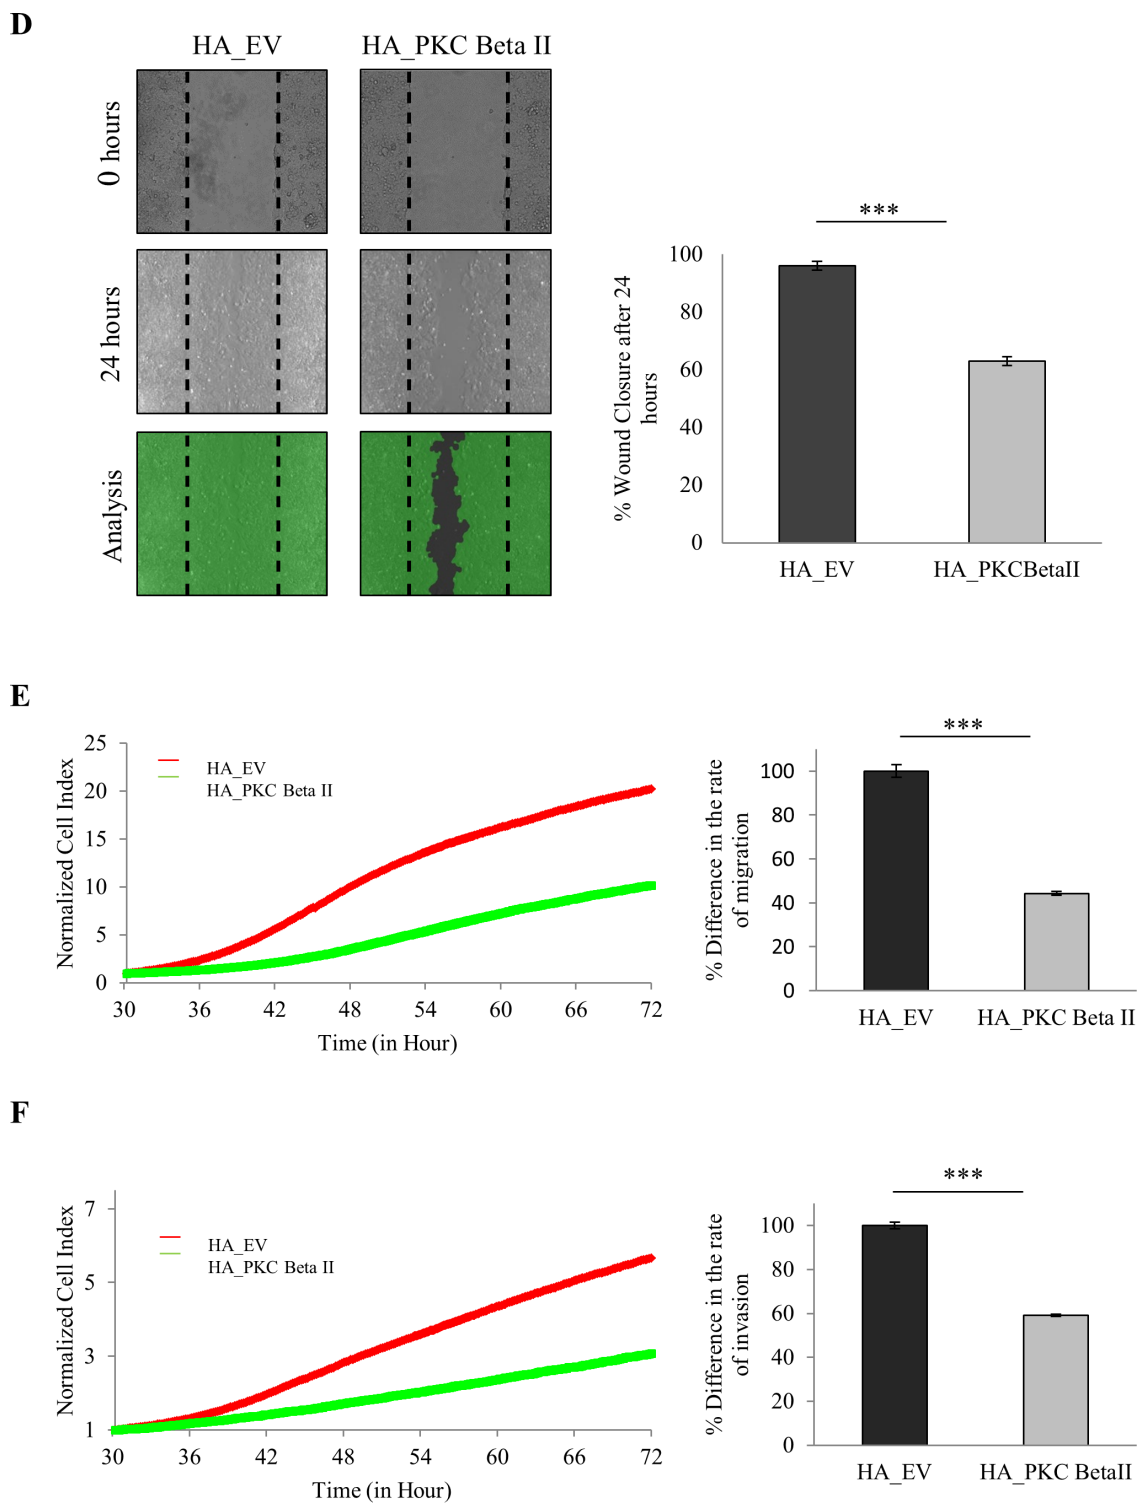 D
HA_EV
HA_PKC Beta II
0 hours
24 hours
Analysis
***
% Wound Closure after 24
hours
100
80
60
40
20
0
HA_EV
HA_PKCBetaII
E
Normalized Cell Index
25
20
15
10
5
0
HA_EV
HA_PKC Beta II
30 36 42 48 54 60 66 72
Time (in Hour)
***
% Difference in the rate
of migration
100
80
60
40
20
0
HA_EV
HA_PKC Beta II
F
Normalized Cell Index
7
5
3
1
HA_EV
HA_PKC Beta II
30 36 42 48 54 60 66 72
Time (in Hour)
***
% Difference in the rate
of invasion
100
80
60
40
20
0
HA_EV
HA_PKC BetaII